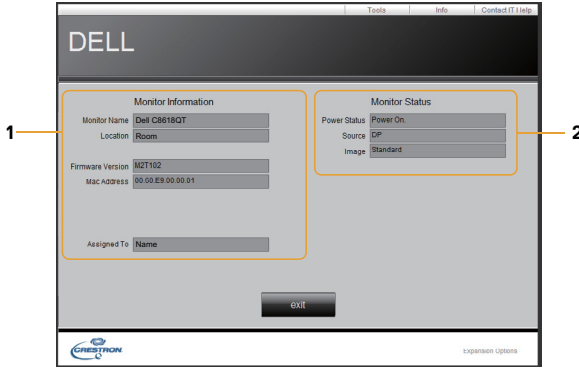 Tools Info Contact IT Help
DELL
Monitor Information
Monitor Name Dell C8618QT
Location Room
Firmware Version M2T102
Mac Address 00.60.E9.00.00.01
Assigned To Name
Monitor Status
Power Status Power On.
Source DP
Image Standard
1
2
exit
CRESTRON
Expansion Options